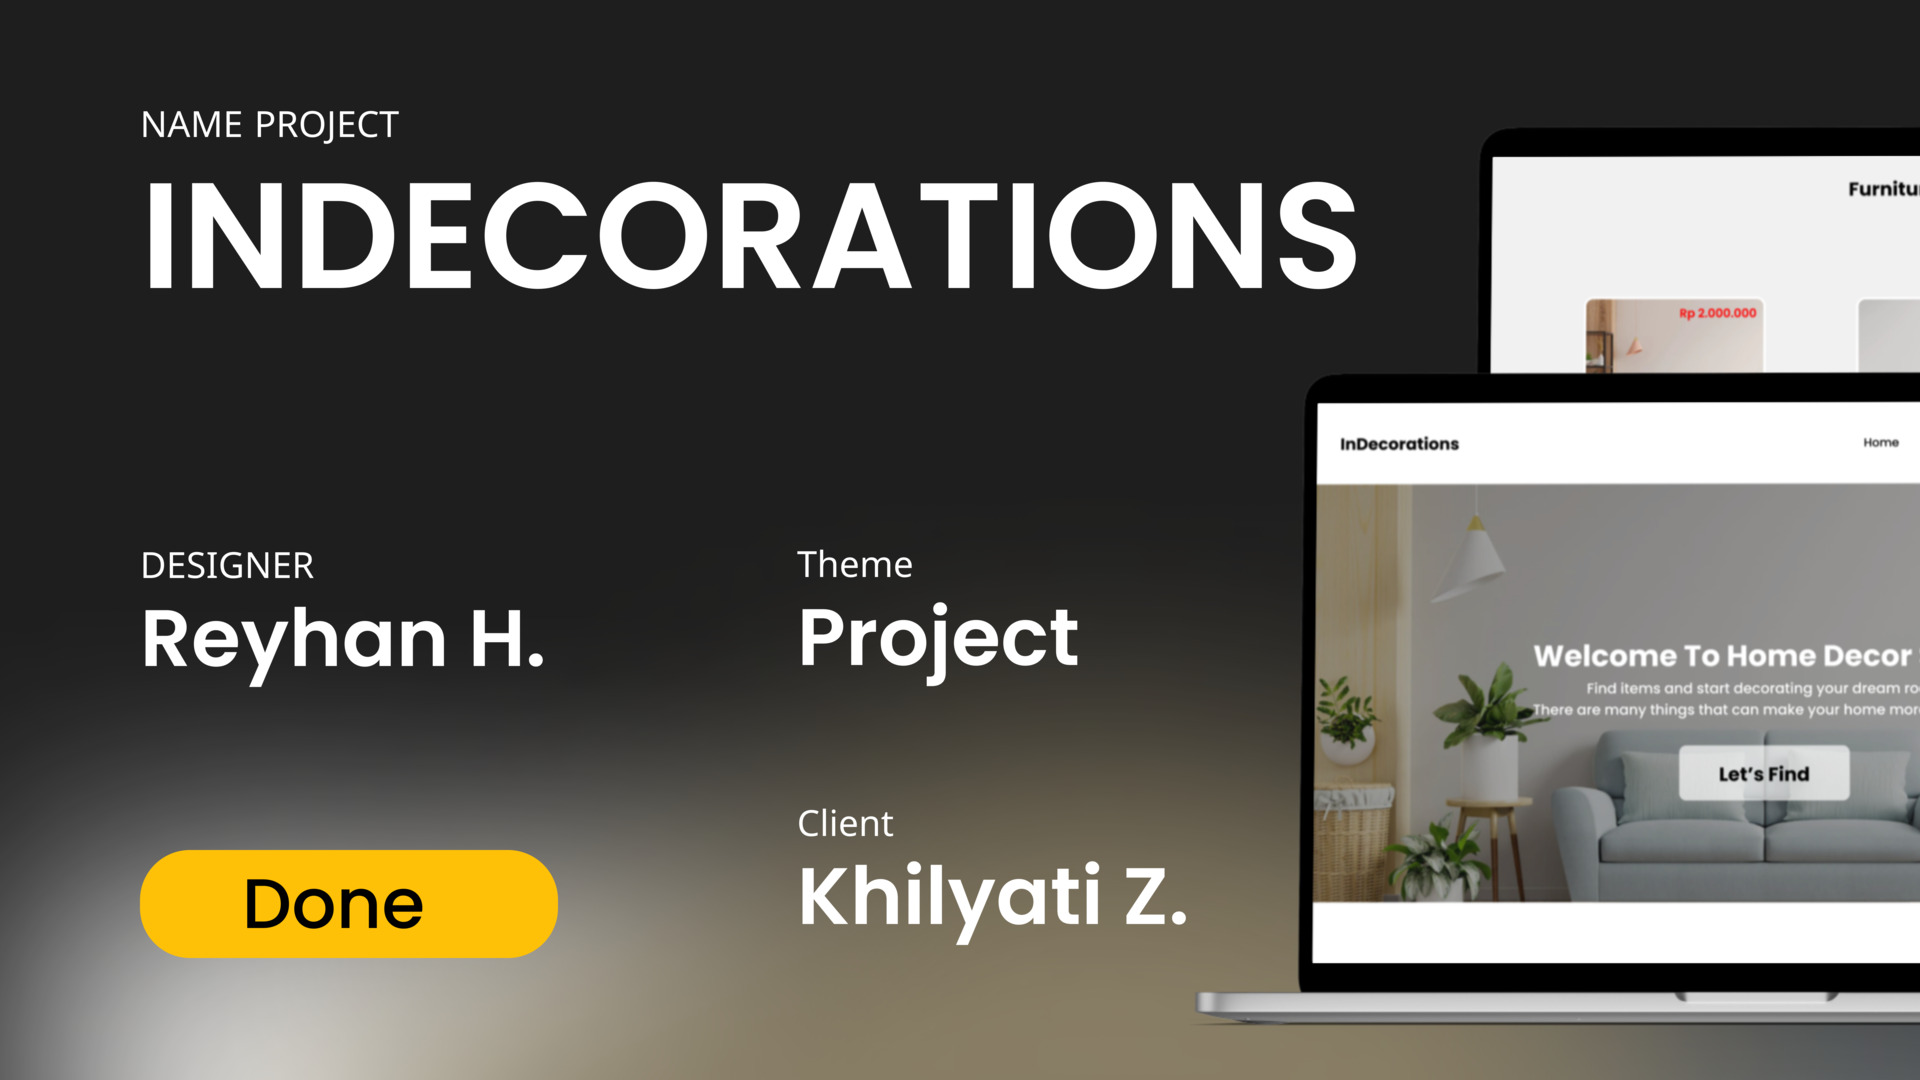 NAME PROJECT
INDECORATIONS
DESIGNER
Reyhan H.
Theme
Project
Done
Client
Khilyati Z.
Rp 2.000.000
InDecorations
Home
Welcome To Home Decor
Find items and start decorating your dream
There are many things that can make your home
Let's Find